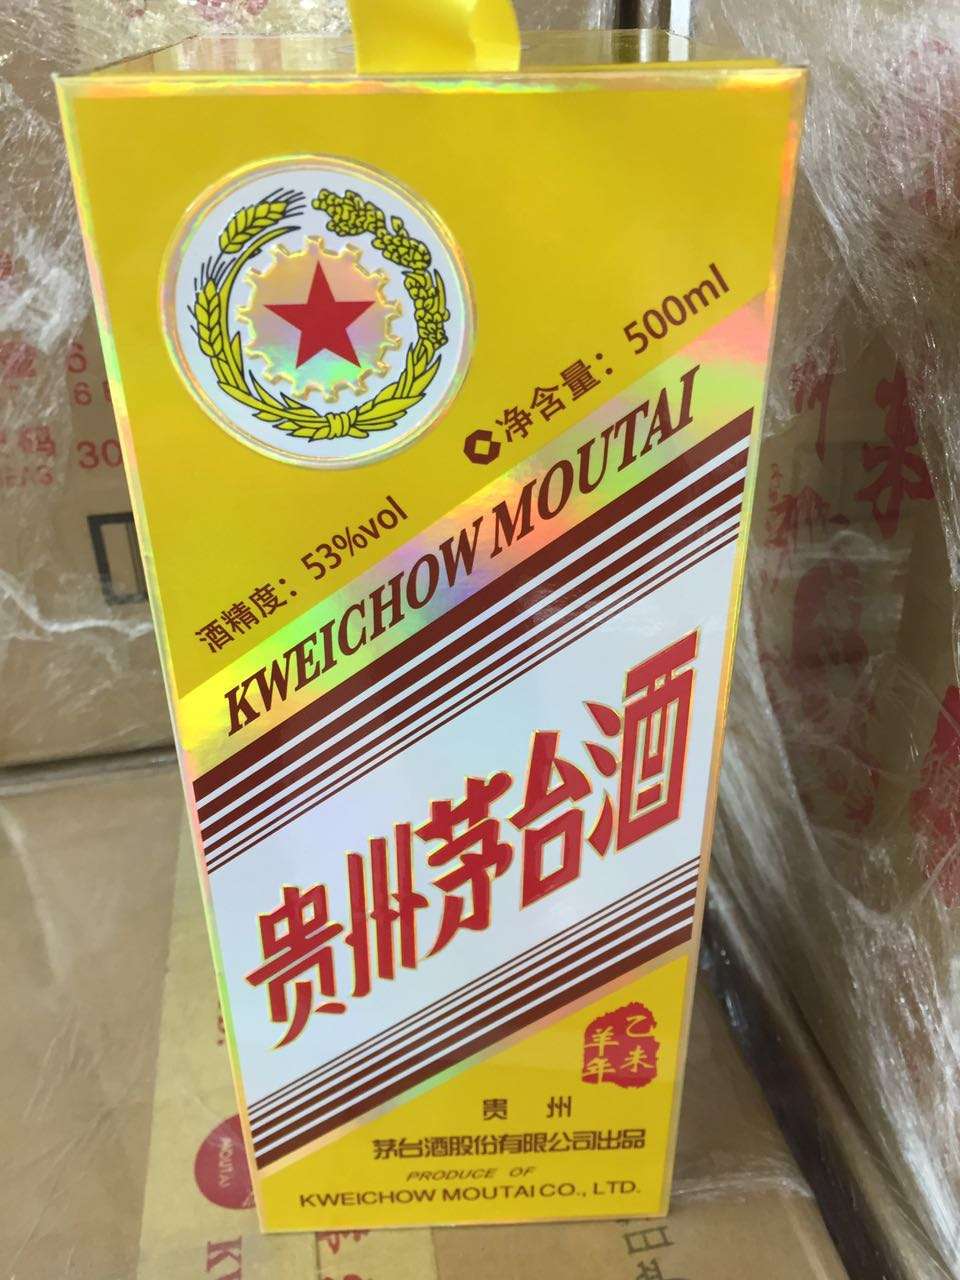 净含量：500ml
酒精度：53%vol
KWEICHOW MOUTAI
贵州茅台酒
乙未
羊年
贵州
茅台酒股份有限公司出品
PRODUCE OF
KWEICHOW MOUTAI CO., LTD.
30
MOUTAI